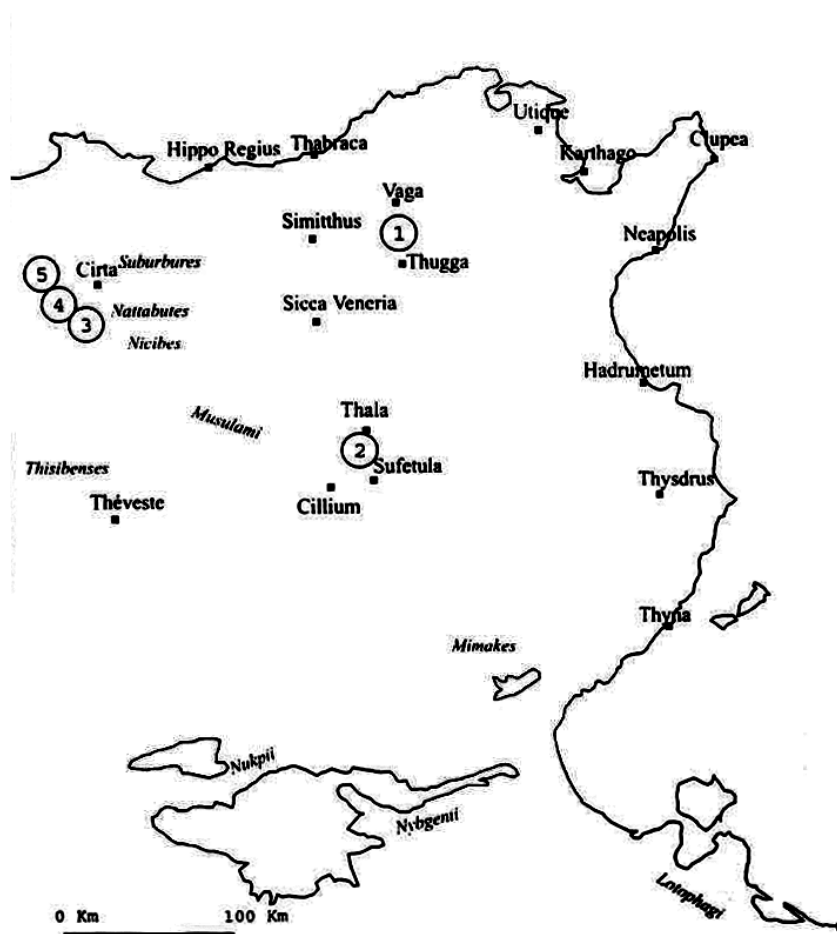 Utique
Clupea
Hippo Regius
Thabraca
Karthago
Vaga
Simitthus
1
Neapolis
Thugga
5
Cirta
Suburbures
4
Nattabutes
Sicca Veneria
3
Nicibes
Hadrumetum
Thala
Musulami
2
Thisibenses
Sufetula
Thysdrus
Théveste
Cillium
Thyna
Mimakes
Nukpii
Nybgenii
Lotophagi
0 Km
100 Km